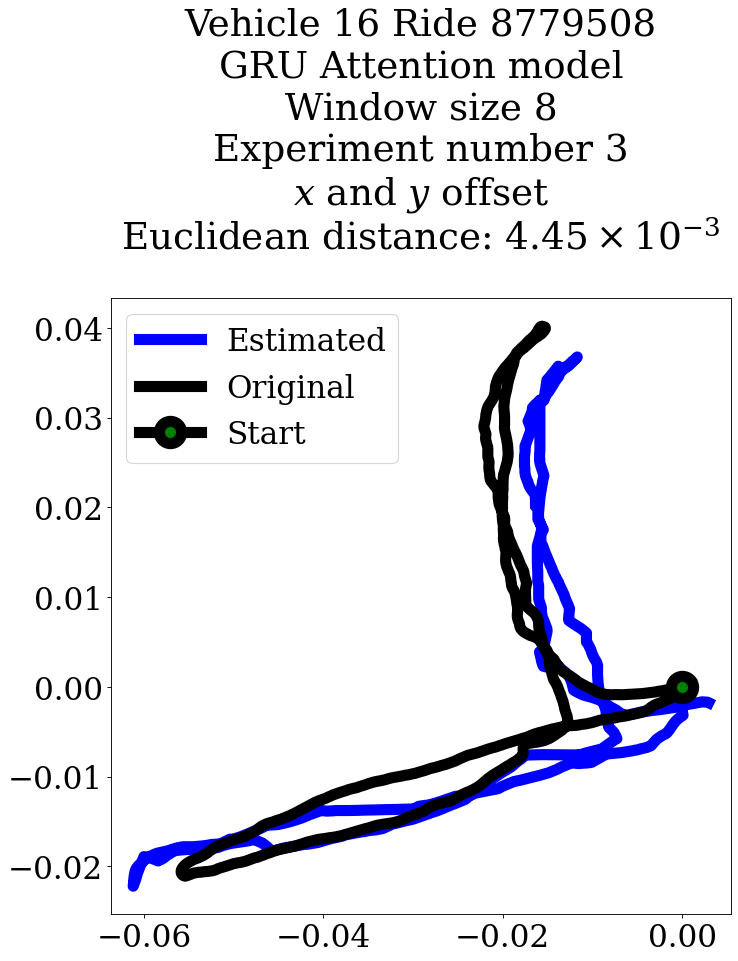 Vehicle 16 Ride 8779508
GRU Attention model
Window size 8
Experiment number 3
x and y offset
Euclidean distance: 4.45 × 10⁻³
Estimated
Original
Start
0.04
0.03
0.02
0.01
0.00
−0.01
−0.02
−0.06 −0.04 −0.02 0.00